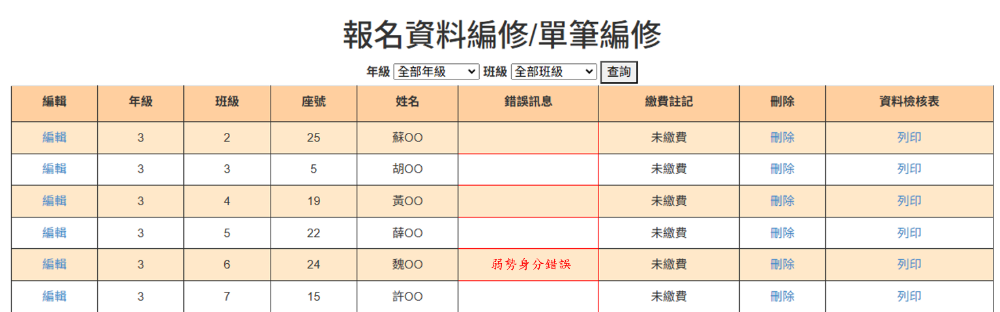 報名資料編修/單筆編修
年級 全部年級 班級 全部班級 查詢
編輯 年級 班級 座號 姓名 錯誤訊息 繳費註記 刪除 資料檢核表
編輯 3 2 25 蘇OO 未繳費 刪除 列印
編輯 3 3 5 胡OO 未繳費 刪除 列印
編輯 3 4 19 黃OO 未繳費 刪除 列印
編輯 3 5 22 薛OO 未繳費 刪除 列印
編輯 3 6 24 魏OO 弱勢身分錯誤 未繳費 刪除 列印
編輯 3 7 15 許OO 未繳費 刪除 列印